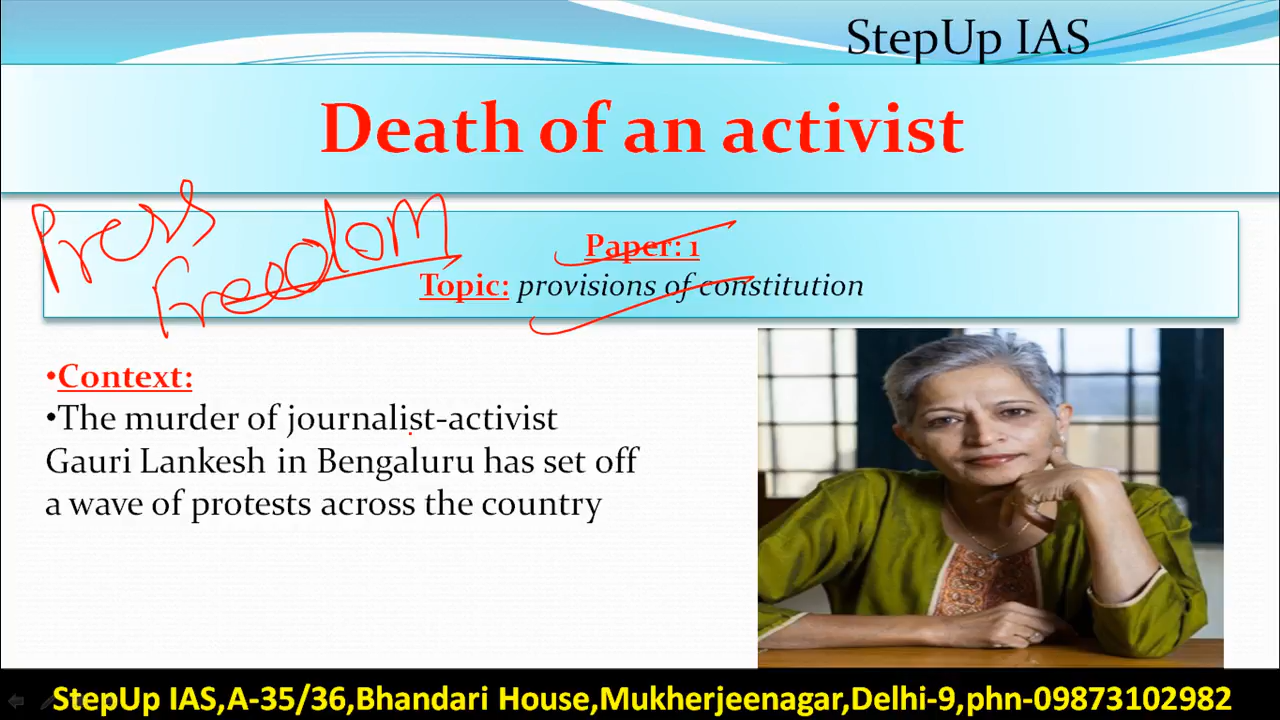 StepUp IAS
Death of an activist
Press
Freedom
Paper: 1
Topic: provisions of constitution
•Context:
•The murder of journalist-activist
Gauri Lankesh in Bengaluru has set off
a wave of protests across the country
StepUp IAS,A-35/36,Bhandari House,Mukherjeenagar,Delhi-9,phn-09873102982